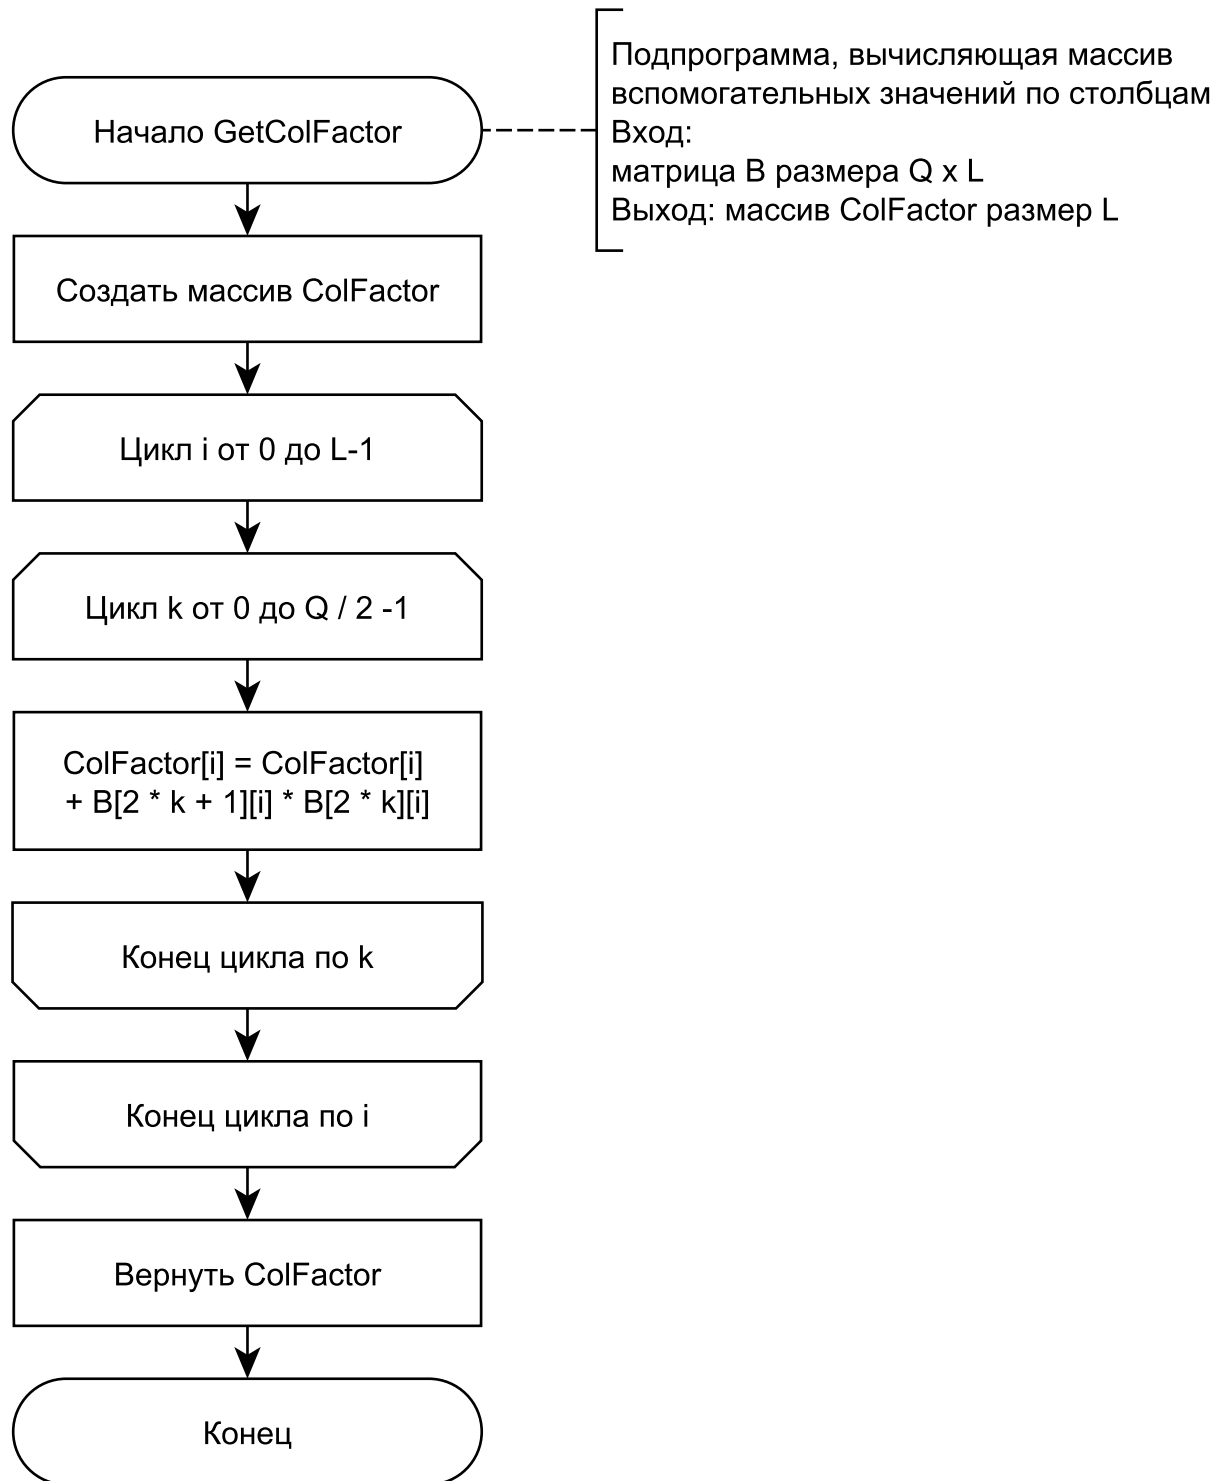 Подпрограмма, вычисляющая массив
вспомогательных значений по столбцам
Вход:
матрица B размера Q x L
Выход: массив ColFactor размер L
Начало GetColFactor
Создать массив ColFactor
Цикл i от 0 до L-1
Цикл k от 0 до Q / 2 -1
ColFactor[i] = ColFactor[i]
+ B[2 * k + 1][i] * B[2 * k][i]
Конец цикла по k
Конец цикла по i
Вернуть ColFactor
Конец